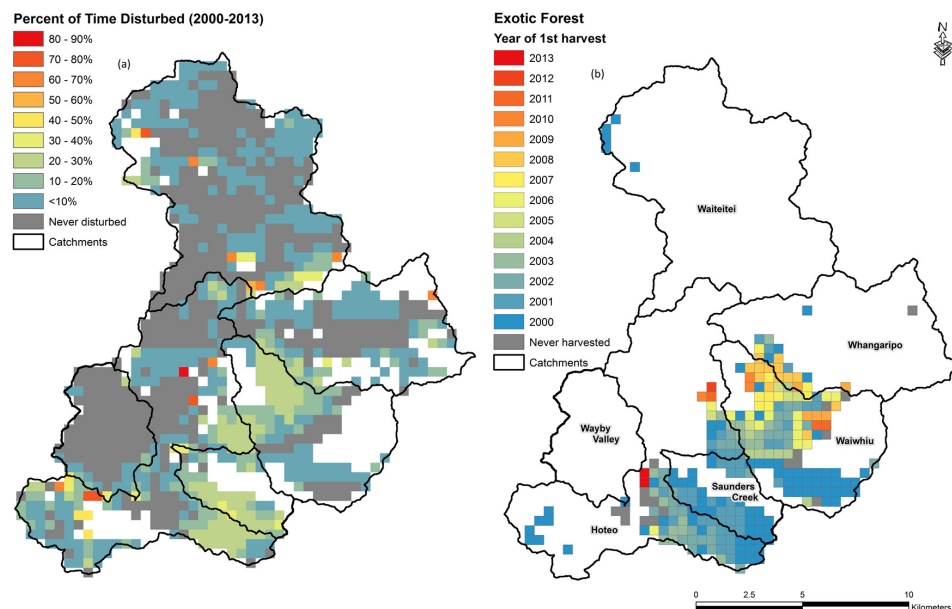 Percent of Time Disturbed (2000-2013)
80 - 90%
70 - 80%
60 - 70%
50 - 60%
40 - 50%
30 - 40%
20 - 30%
10 - 20%
<10%
Never disturbed
Catchments
(a)
Exotic Forest
Year of 1st harvest
2013
2012
2011
2010
2009
2008
2007
2006
2005
2004
2003
2002
2001
2000
Never harvested
Catchments
(b)
N
Waiteitei
Whangaripo
Wayby
Valley
Waiwhiu
Saunders
Creek
Hoteo
0 2.5 5 10
Kilometers